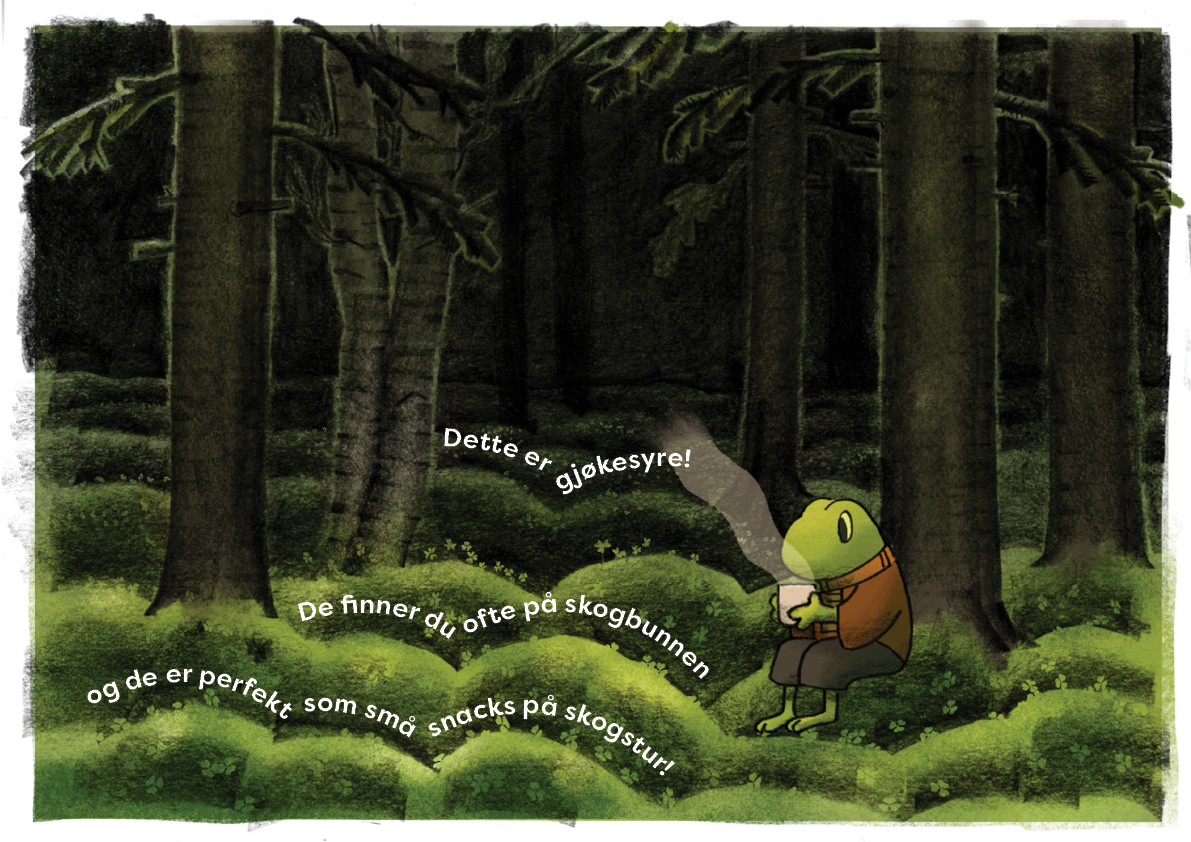 Dette er gjøkesyre!
De finner du ofte på skogbunnen
og de er perfekt som små snacks på skogstur!